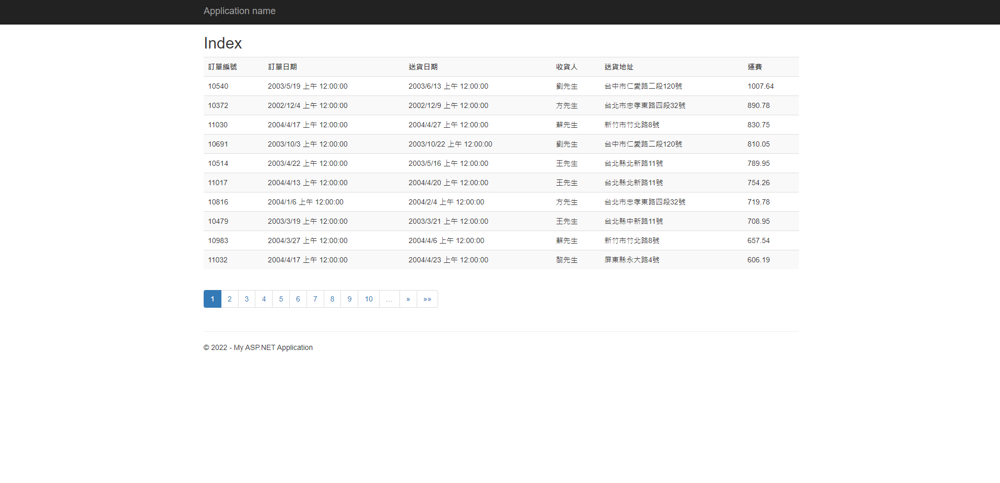 Application name
Index
訂單編號 訂單日期 送貨日期 收貨人 送貨地址 運費
10540 2003/5/19 上午 12:00:00 2003/6/13 上午 12:00:00 劉先生 台中市仁愛路二段120號 1007.64
10372 2002/12/4 上午 12:00:00 2002/12/9 上午 12:00:00 方先生 台北市忠孝東路四段32號 890.78
11030 2004/4/17 上午 12:00:00 2004/4/27 上午 12:00:00 蘇先生 新竹市竹北路8號 830.75
10691 2003/10/3 上午 12:00:00 2003/10/22 上午 12:00:00 劉先生 台中市仁愛路二段120號 810.05
10514 2003/4/22 上午 12:00:00 2003/5/16 上午 12:00:00 王先生 台北縣北新路11號 789.95
11017 2004/4/13 上午 12:00:00 2004/4/20 上午 12:00:00 王先生 台北縣北新路11號 754.26
10816 2004/1/6 上午 12:00:00 2004/2/4 上午 12:00:00 方先生 台北市忠孝東路四段32號 719.78
10479 2003/3/19 上午 12:00:00 2003/3/21 上午 12:00:00 王先生 台北縣中新路11號 708.95
10983 2004/3/27 上午 12:00:00 2004/4/6 上午 12:00:00 蘇先生 新竹市竹北路8號 657.54
11032 2004/4/17 上午 12:00:00 2004/4/23 上午 12:00:00 黎先生 屏東縣永大路4號 606.19
1 2 3 4 5 6 7 8 9 10 … » »»
© 2022 - My ASP.NET Application